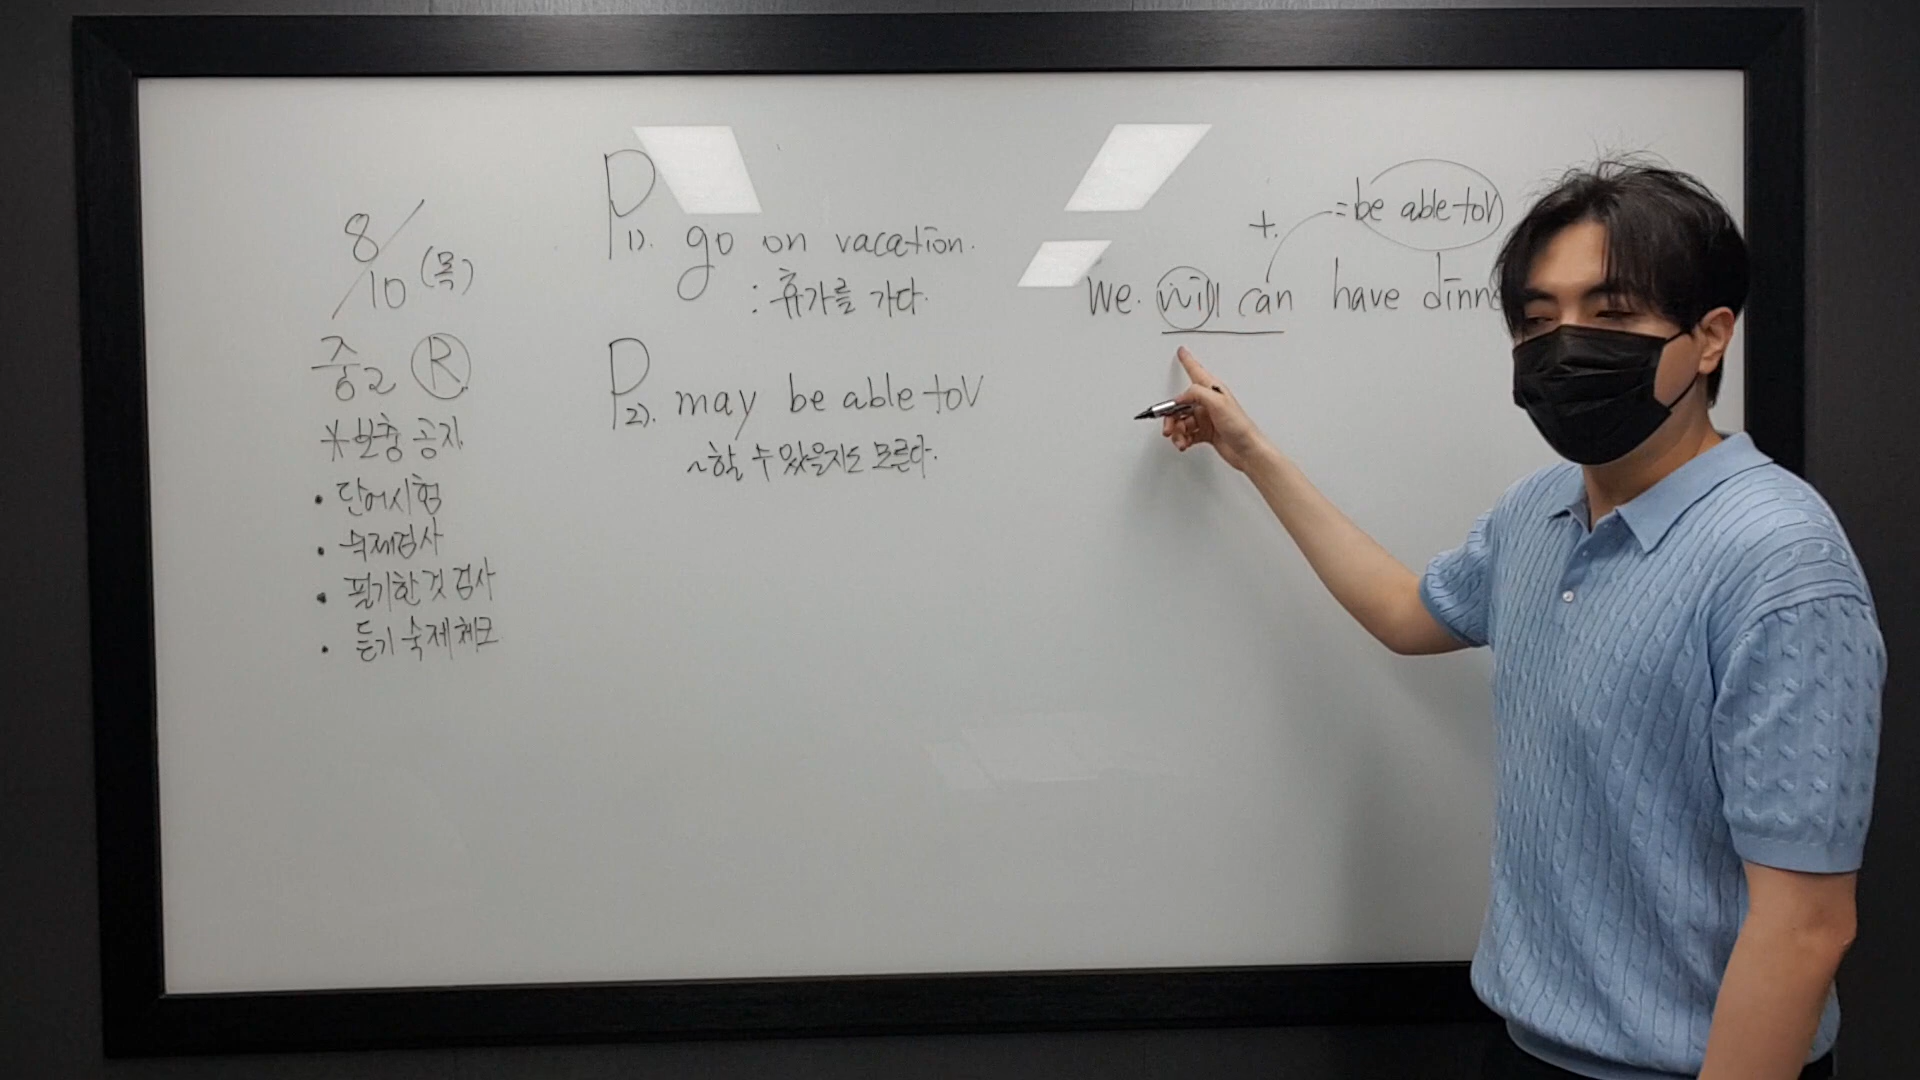 8/10 (목)
중2 Ⓡ
*보충 공지
· 단어시험
· 숙제검사
· 필기한것 검사
· 듣기 숙제 체크
P 1). go on vacation.
: 휴가를 가다.
P 2). may be able to V
~할 수 있을지도 모른다.
+. =be able to V
We. will can have dinne